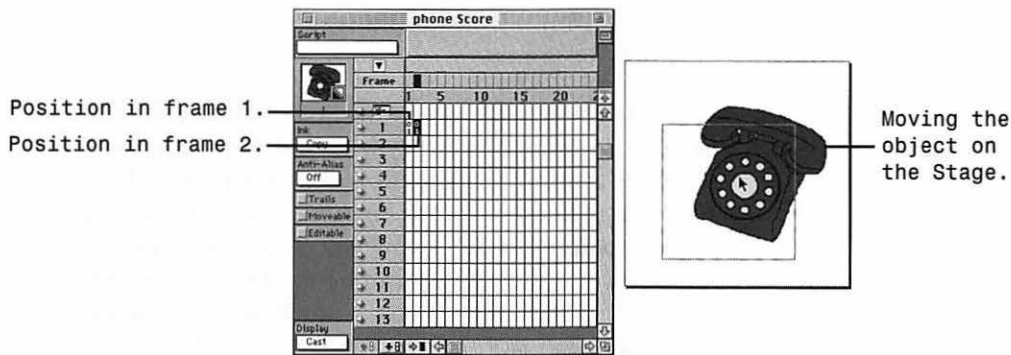 phone Score
Script
Frame
1 5 10 15 20
Position in frame 1.
Position in frame 2.
Ink
Copy
Anti-Alias
Off
Trails
Moveable
Editable
1
2
3
4
5
6
7
8
9
10
11
12
13
Display
Cast
Moving the
object on
the Stage.